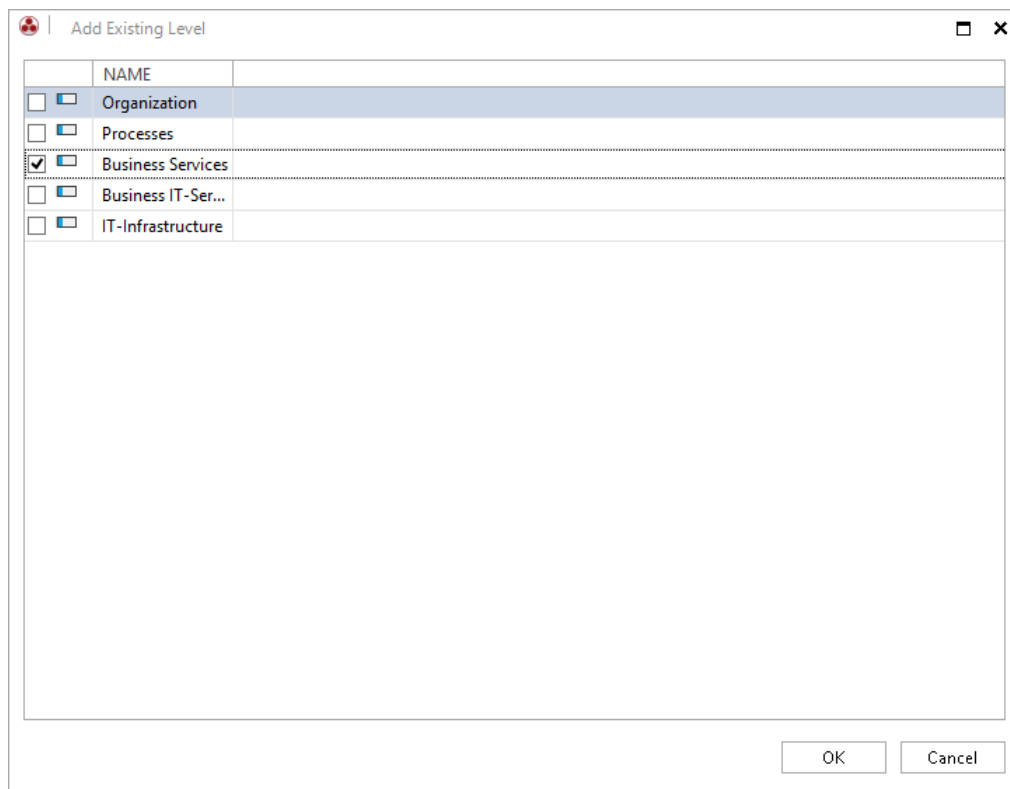 Add Existing Level
NAME
Organization
Processes
Business Services
Business IT-Ser...
IT-Infrastructure
OK Cancel